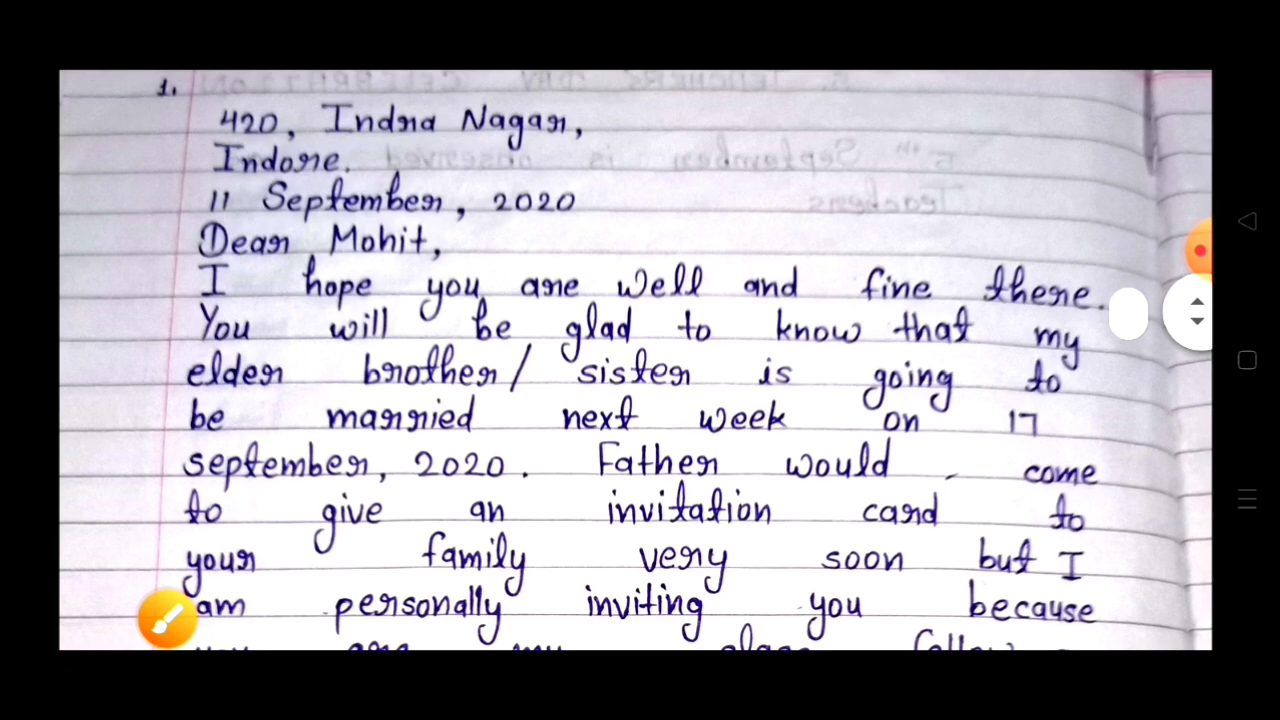 1.
420, Indra Nagar,
Indore.
11 September, 2020
Dear Mohit,
I hope you are well and fine there.
You will be glad to know that my
elder brother/ sister is going to
be married next week on 17
september, 2020. Father would come
to give an invitation card to
your family very soon but I
am personally inviting you because